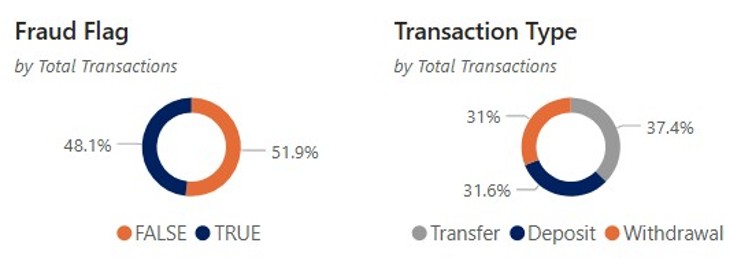 Fraud Flag
by Total Transactions
48.1%
51.9%
FALSE TRUE
Transaction Type
by Total Transactions
31%
37.4%
31.6%
Transfer Deposit Withdrawal